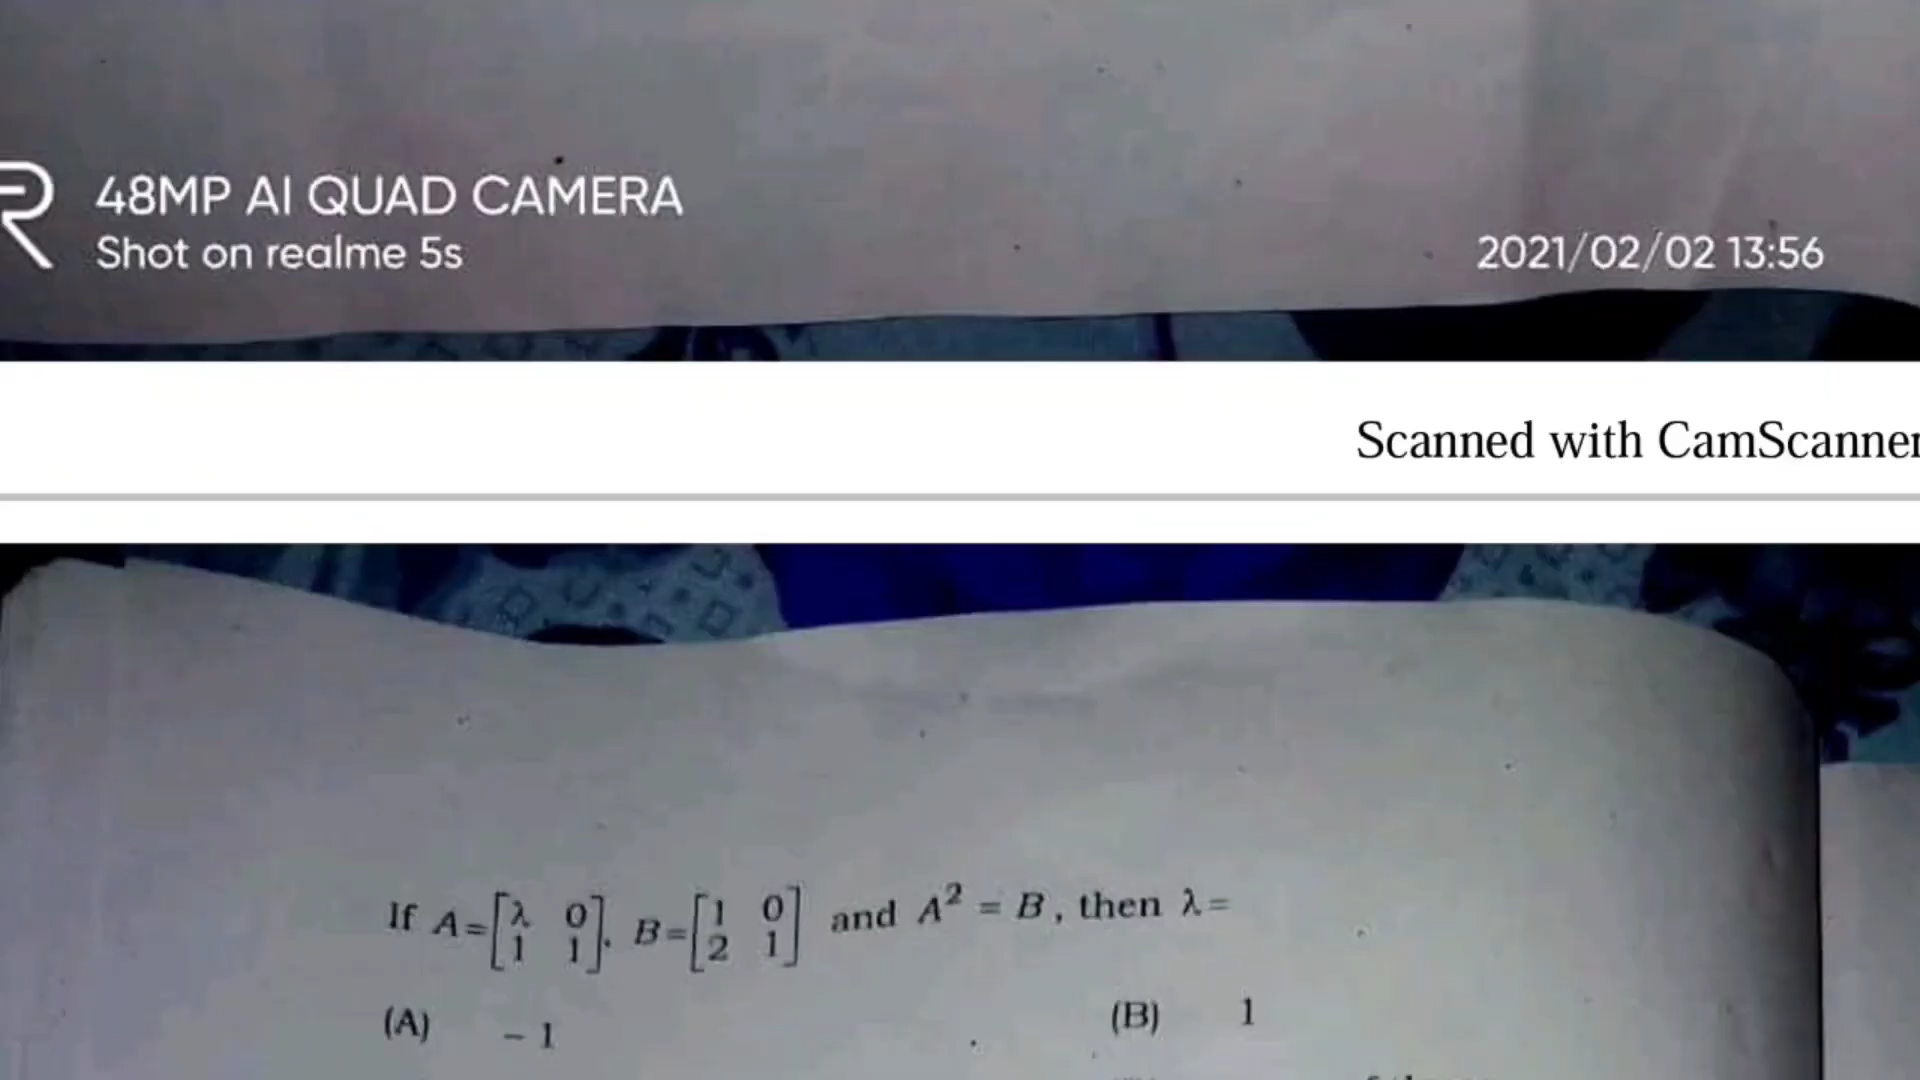 48MP AI QUAD CAMERA
Shot on realme 5s
2021/02/02 13:56
Scanned with CamScanner
If A=[λ 0
1 1], B=[1 0
2 1] and A² = B, then λ=
(A) - 1
(B) 1